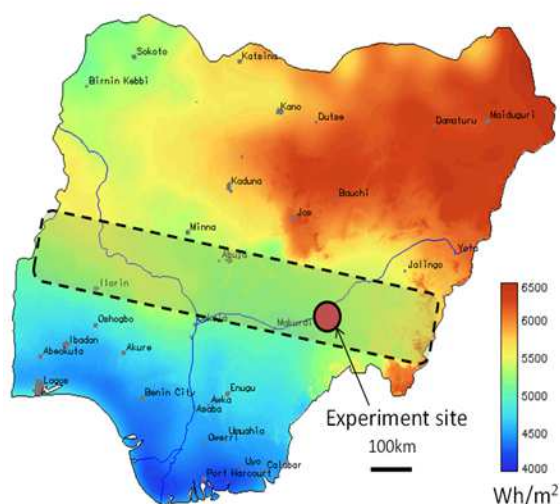 Sokoto
Katsina
Birnin Kebbi
Kano
Dutse
Damaturu
Maiduguri
Kaduna
Bauchi
Jos
Minna
Yola
Abuja
Jalingo
Ilorin
Makurdi
Oshogbo
Ibadan
Abeokuta
Akure
Lagos
Benin City
Enugu
Awka
Asaba
Umuahia
Owerri
Uyo
Calabar
Port Harcourt
Experiment site
100km
6500
6000
5500
5000
4500
4000
Wh/m²